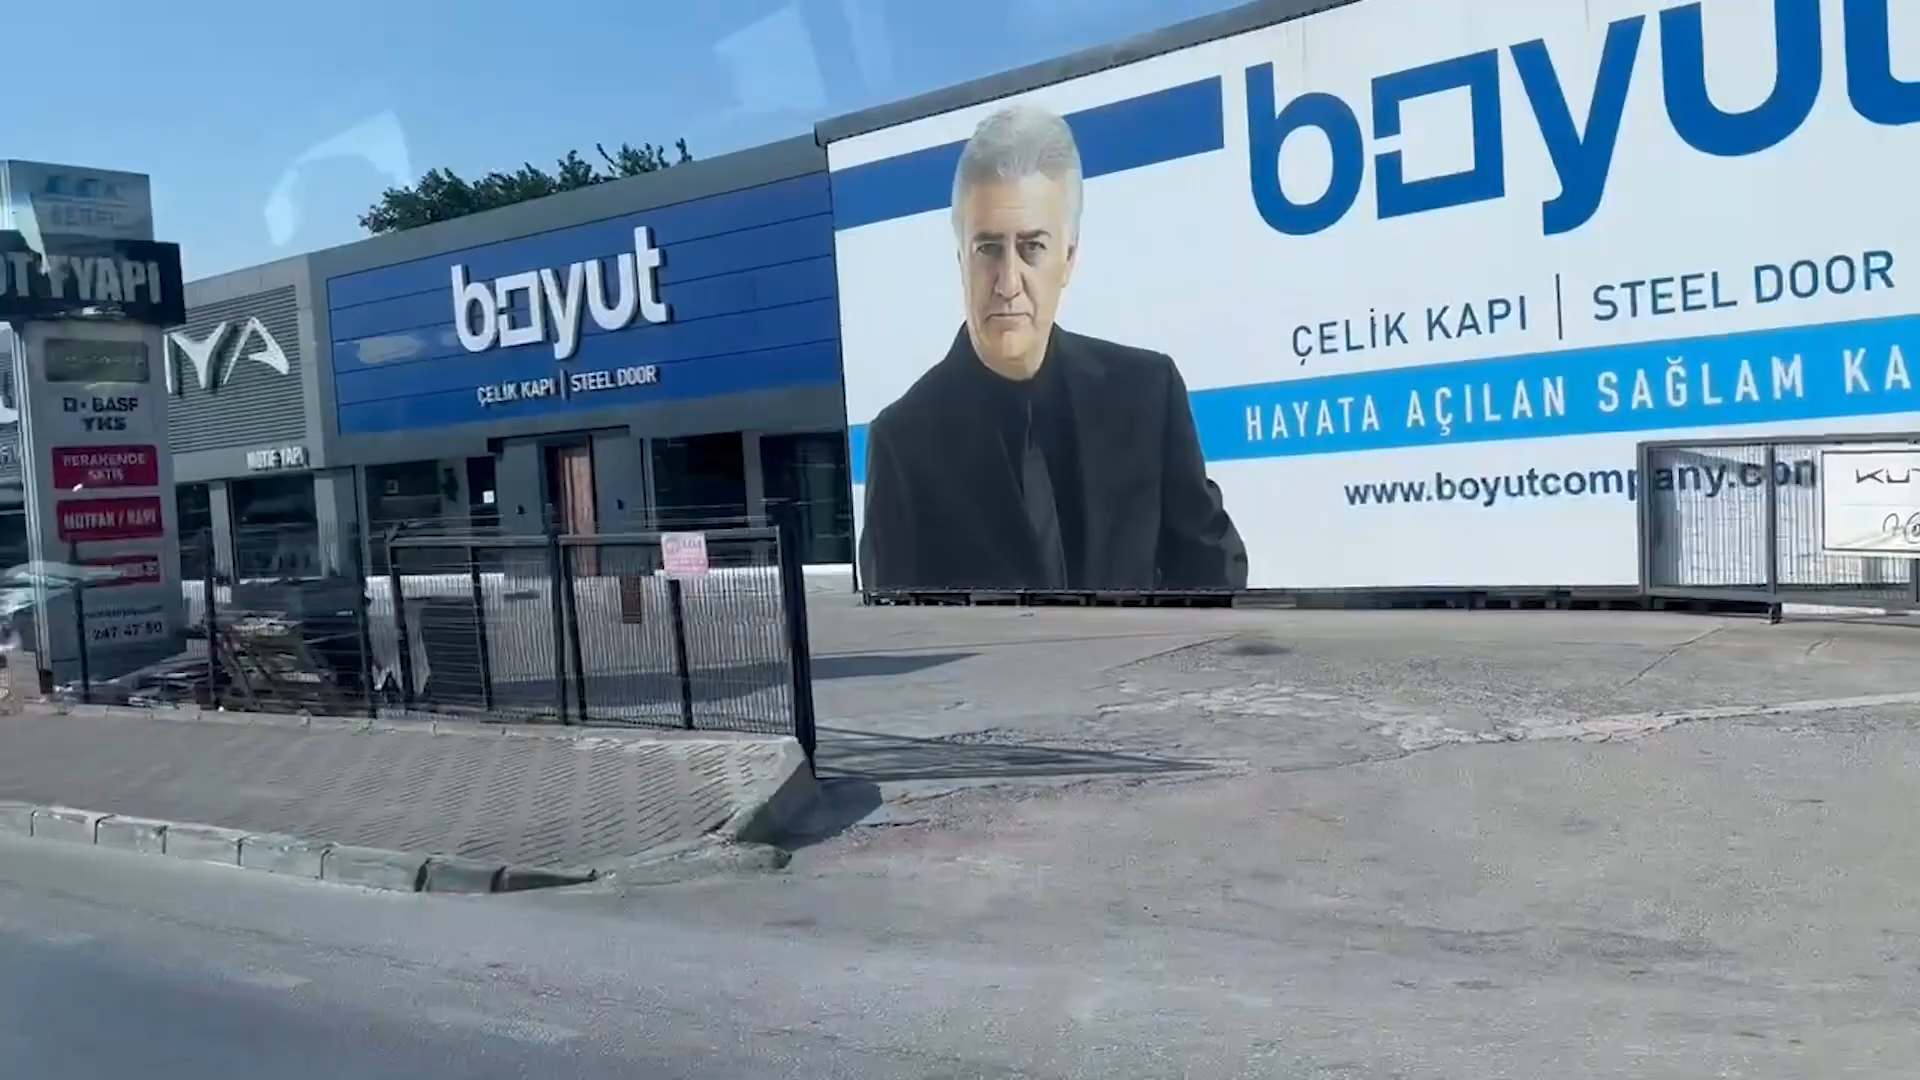 YAPI
BASF
YKS
PERAKENDE
SATIŞ
MUTFAK / KAPI
247 47 50
IYA
MOTİF YAPI
boyut
ÇELİK KAPI | STEEL DOOR
boyut
ÇELİK KAPI | STEEL DOOR
HAYATA AÇILAN SAĞLAM KA
www.boyutcompany.com